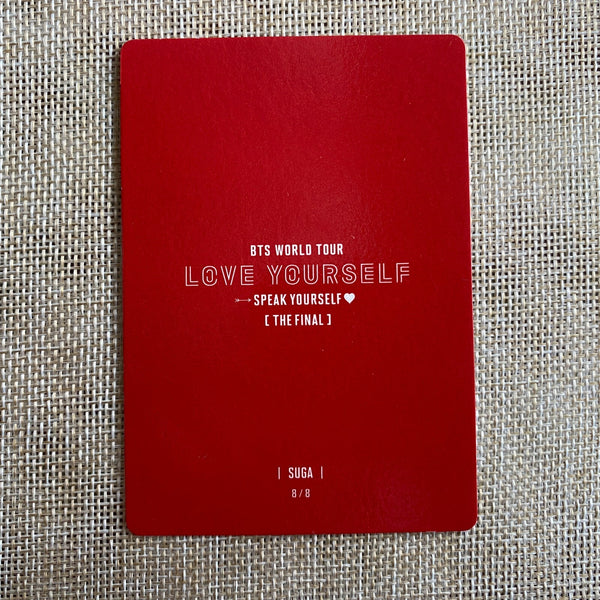 BTS WORLD TOUR
LOVE YOURSELF
SPEAK YOURSELF
[ THE FINAL ]
| SUGA |
8/8